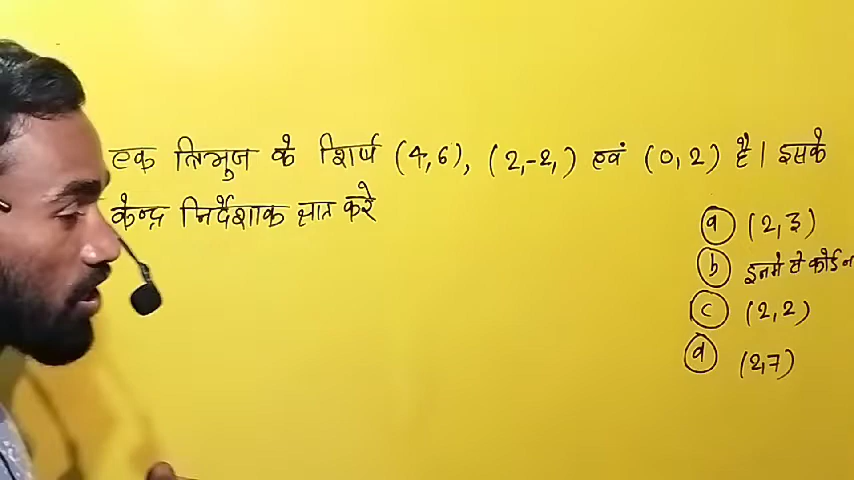 एक त्रिभुज के शिर्ष (4,6), (2,-2,) एवं (0,2) है। इसके
केन्द्र निर्देशाक ज्ञात करे
(a) (2,3)
(b) इनमे से कोई न
(c) (2,2)
(d) (2,7)